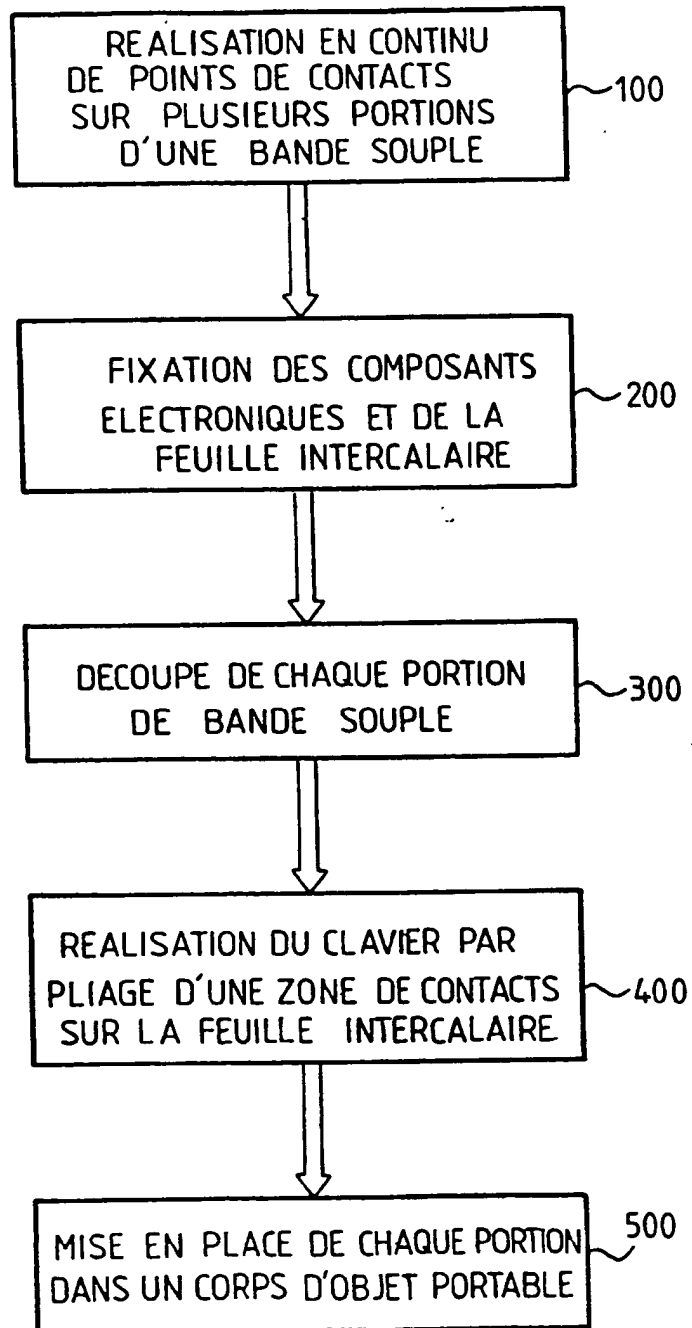 REALISATION EN CONTINU
DE POINTS DE CONTACTS
SUR PLUSIEURS PORTIONS
D'UNE BANDE SOUPLE
100
FIXATION DES COMPOSANTS
ELECTRONIQUES ET DE LA
FEUILLE INTERCALAIRE
200
DECOUPE DE CHAQUE PORTION
DE BANDE SOUPLE
300
REALISATION DU CLAVIER PAR
PLIAGE D'UNE ZONE DE CONTACTS
SUR LA FEUILLE INTERCALAIRE
400
MISE EN PLACE DE CHAQUE PORTION
DANS UN CORPS D'OBJET PORTABLE
500